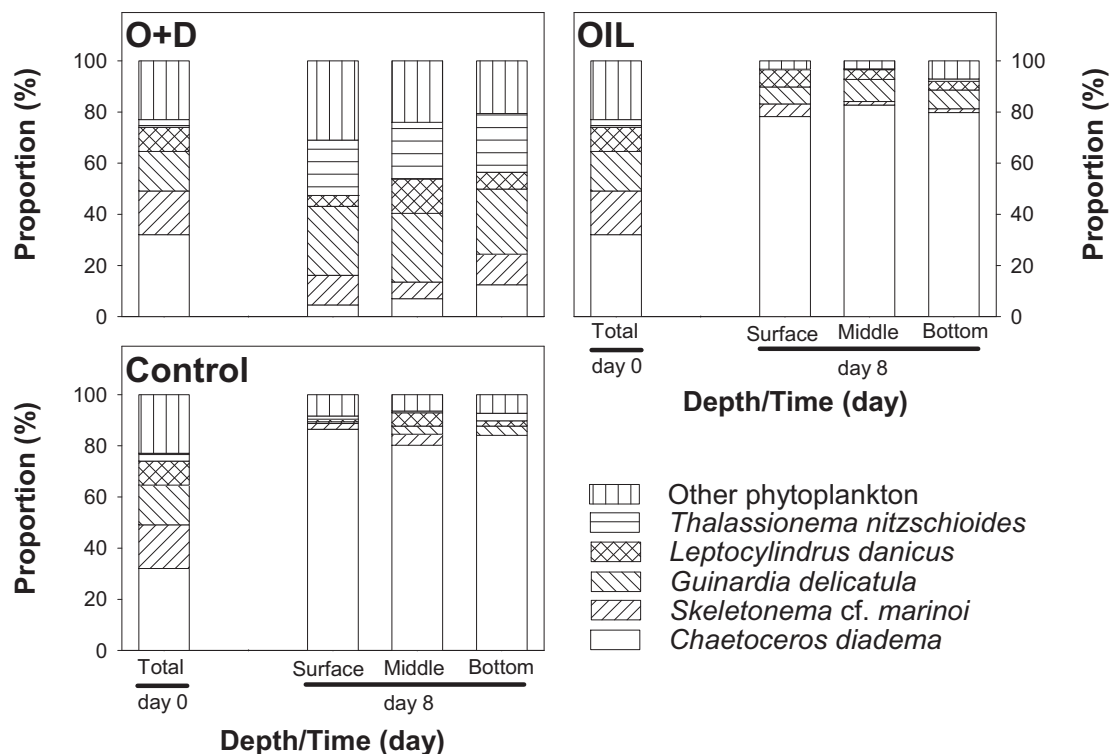 O+D
Proportion (%)
100
80
60
40
20
0
OIL
Proportion (%)
100
80
60
40
20
0
Total
Surface
Middle
Bottom
day 0
day 8
Depth/Time (day)
Control
Proportion (%)
100
80
60
40
20
0
Total
Surface
Middle
Bottom
day 0
day 8
Depth/Time (day)
Other phytoplankton
Thalassionema nitzschioides
Leptocylindrus danicus
Guinardia delicatula
Skeletonema cf. marinoi
Chaetoceros diadema